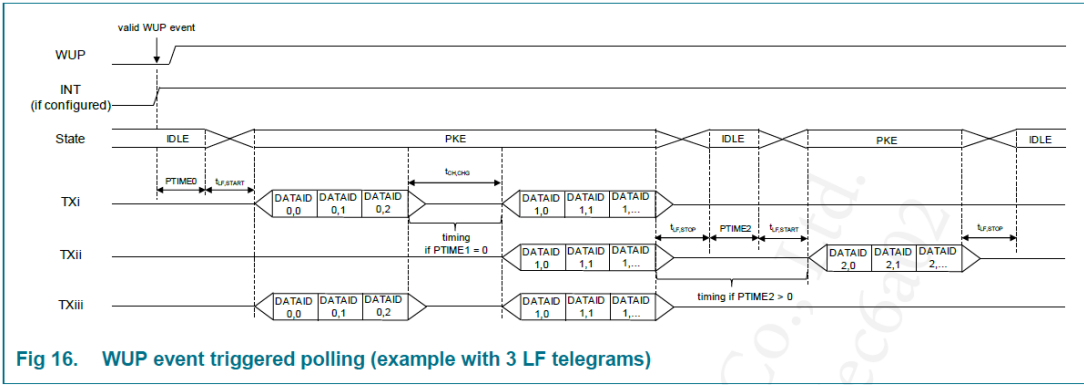 valid WUP event
WUP
INT
(if configured)
State
IDLE
PKE
IDLE
PKE
IDLE
PTIME0
tLF,START
tCH,CHG
TXi
DATAID
0,0
DATAID
0,1
DATAID
0,2
DATAID
1,0
DATAID
1,1
DATAID
1,...
timing
if PTIME1 = 0
tLF,STOP
PTIME2
tLF,START
tLF,STOP
TXii
DATAID
1,0
DATAID
1,1
DATAID
1,...
DATAID
2,0
DATAID
2,1
DATAID
2,...
timing if PTIME2 > 0
TXiii
DATAID
0,0
DATAID
0,1
DATAID
0,2
DATAID
1,0
DATAID
1,1
DATAID
1,...
Co., Ltd.
ec6a02
Fig 16. WUP event triggered polling (example with 3 LF telegrams)